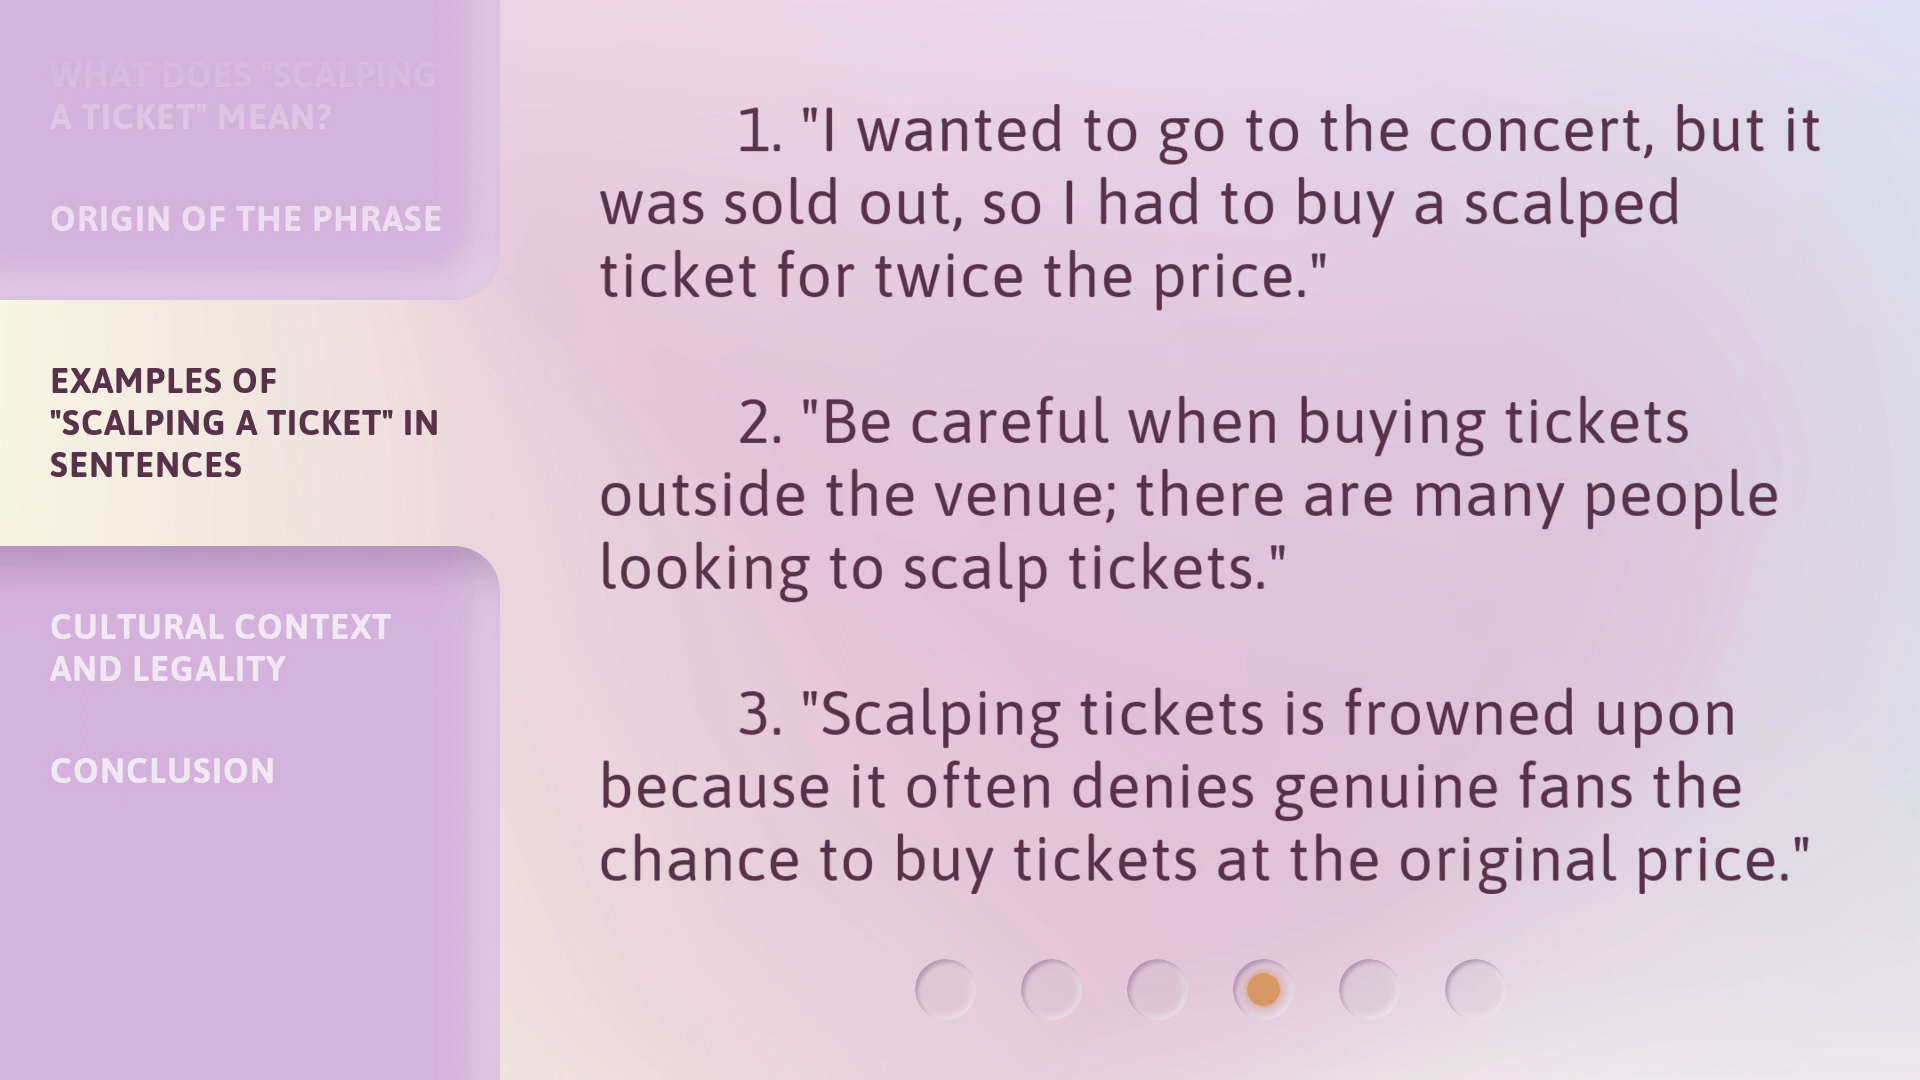 WHAT DOES "SCALPING
A TICKET" MEAN?
ORIGIN OF THE PHRASE
EXAMPLES OF
"SCALPING A TICKET" IN
SENTENCES
CULTURAL CONTEXT
AND LEGALITY
CONCLUSION
1. "I wanted to go to the concert, but it
was sold out, so I had to buy a scalped
ticket for twice the price."
2. "Be careful when buying tickets
outside the venue; there are many people
looking to scalp tickets."
3. "Scalping tickets is frowned upon
because it often denies genuine fans the
chance to buy tickets at the original price."